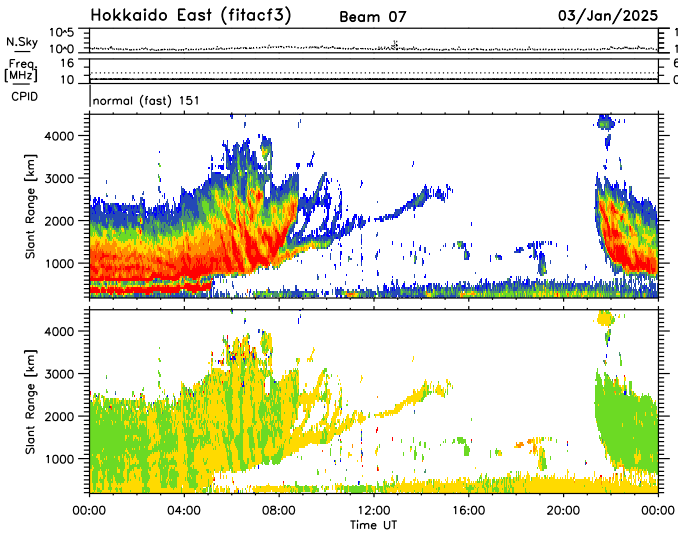 Hokkaido East (fitacf3) Beam 07 03/Jan/2025
N.Sky 10^5 10^0 1 1
Freq. [MHz] 16 10 6 0
CPID normal (fast) 151
Slant Range [km] 4000 3000 2000 1000
Slant Range [km] 4000 3000 2000 1000
00:00 04:00 08:00 12:00 16:00 20:00 00:00
Time UT